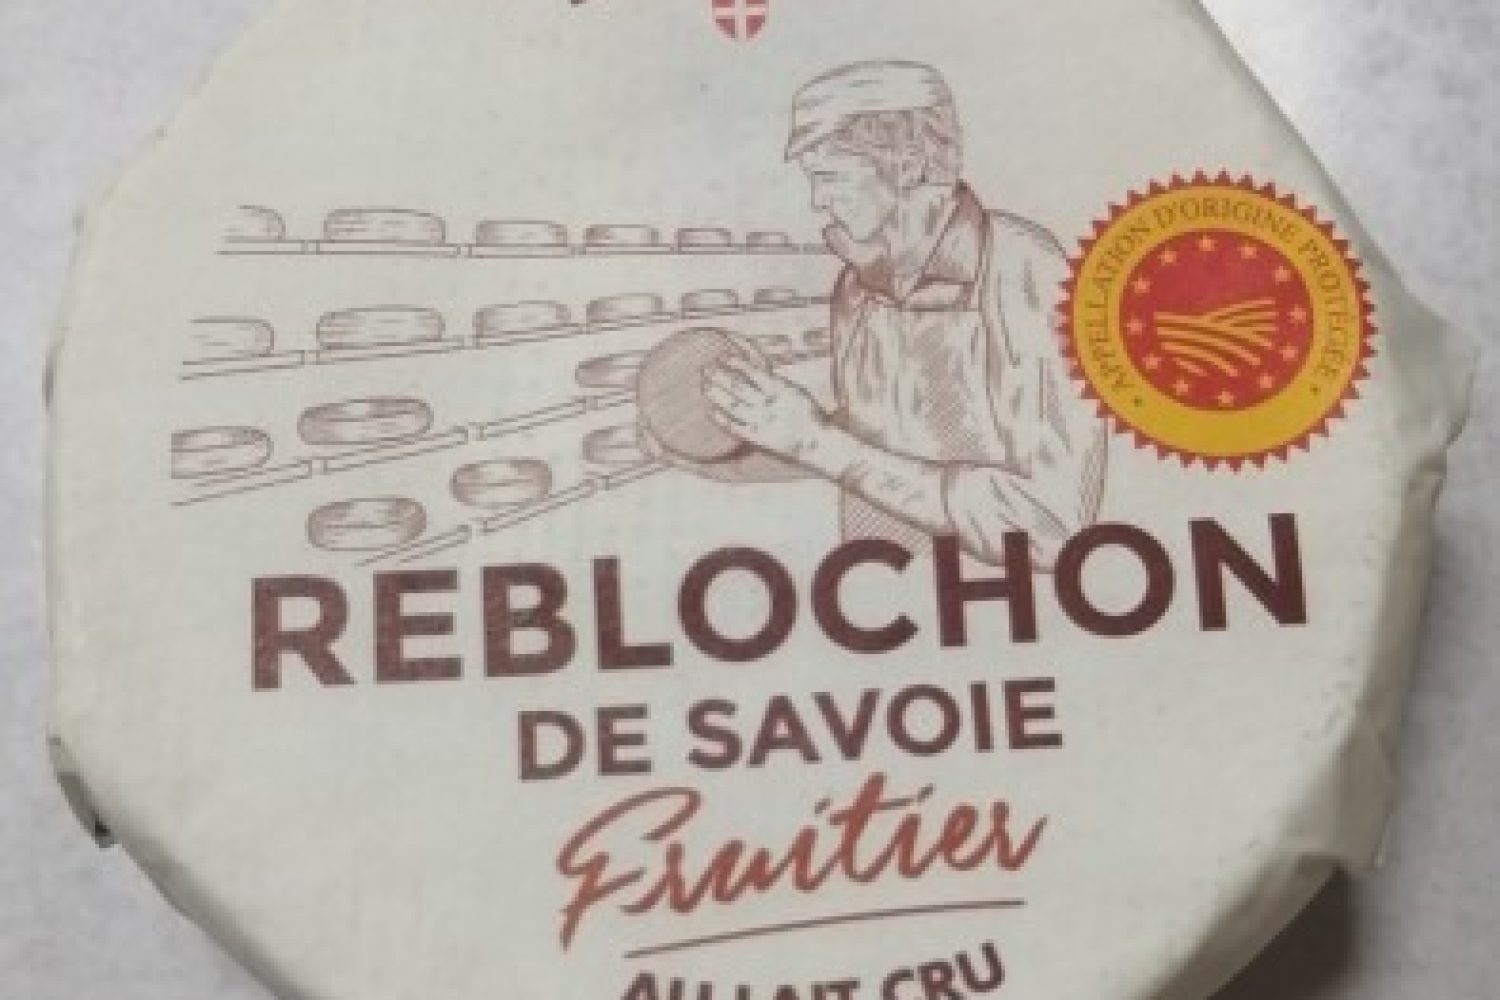 APPELLATION D'ORIGINE PROTÉGÉE
REBLOCHON
DE SAVOIE
Fruitier
AU LAIT CRU